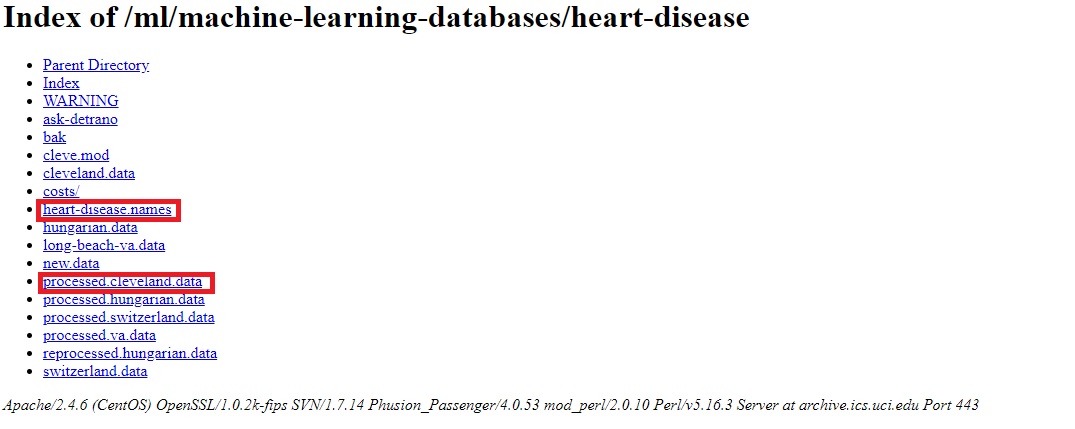 Index of /ml/machine-learning-databases/heart-disease
Parent Directory
Index
WARNING
ask-detrano
bak
cleve.mod
cleveland.data
costs/
heart-disease.names
hungarian.data
long-beach-va.data
new.data
processed.cleveland.data
processed.hungarian.data
processed.switzerland.data
processed.va.data
reprocessed.hungarian.data
switzerland.data
Apache/2.4.6 (CentOS) OpenSSL/1.0.2k-fips SVN/1.7.14 Phusion_Passenger/4.0.53 mod_perl/2.0.10 Perl/v5.16.3 Server at archive.ics.uci.edu Port 443